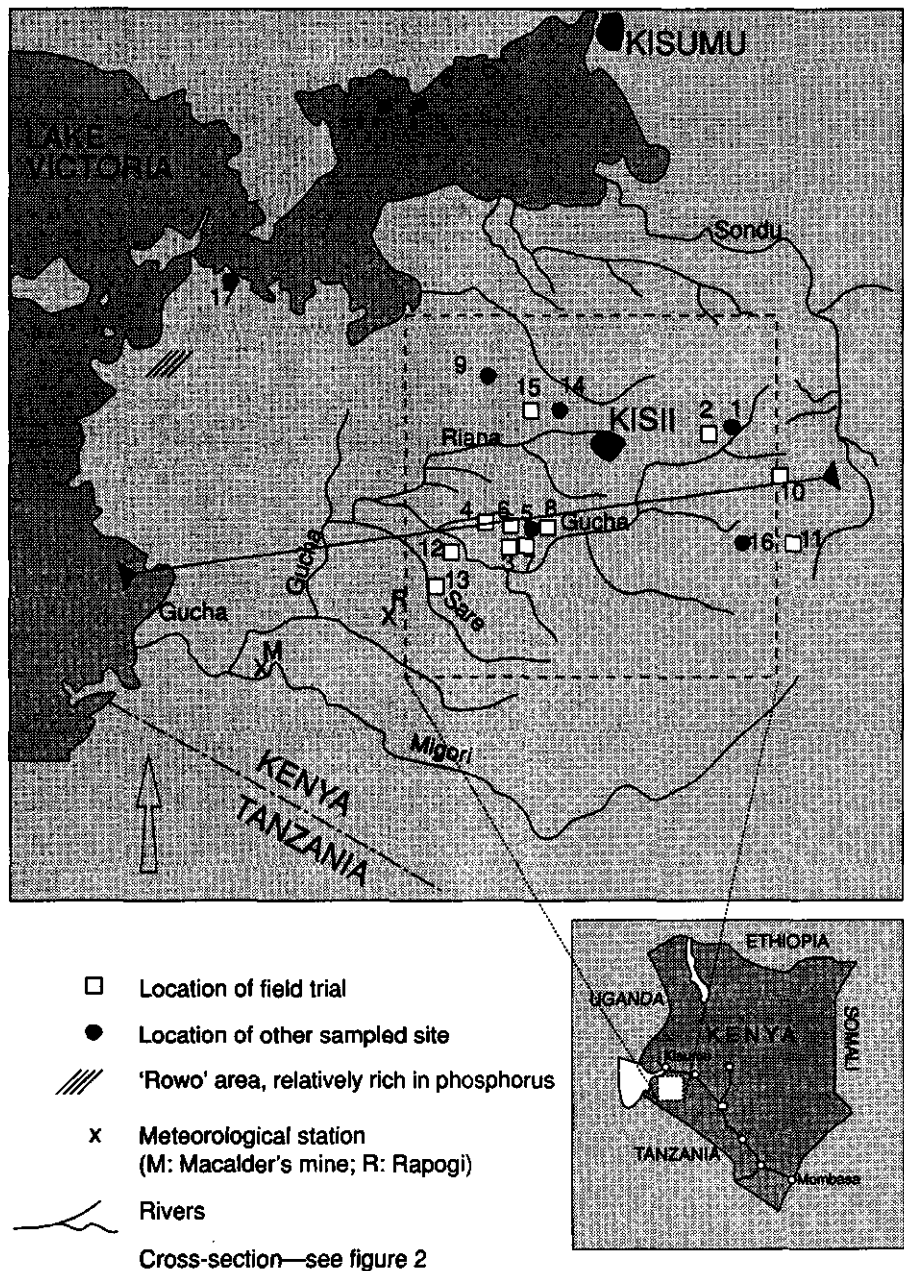 KISUMU
LAKE
VICTORIA
Sondu
17
9
15
14
2
1
KISII
Riana
10
4
6
5
8
Gucha
Gucha
12
3
16
11
13
Sare
R
Gucha
M
Migori
KENYA
TANZANIA
Location of field trial
Location of other sampled site
'Rowo' area, relatively rich in phosphorus
x Meteorological station
(M: Macalder's mine; R: Rapogi)
Rivers
Cross-section—see figure 2
ETHIOPIA
UGANDA
KENYA
SOMALI
Kisumu
TANZANIA
Mombasa